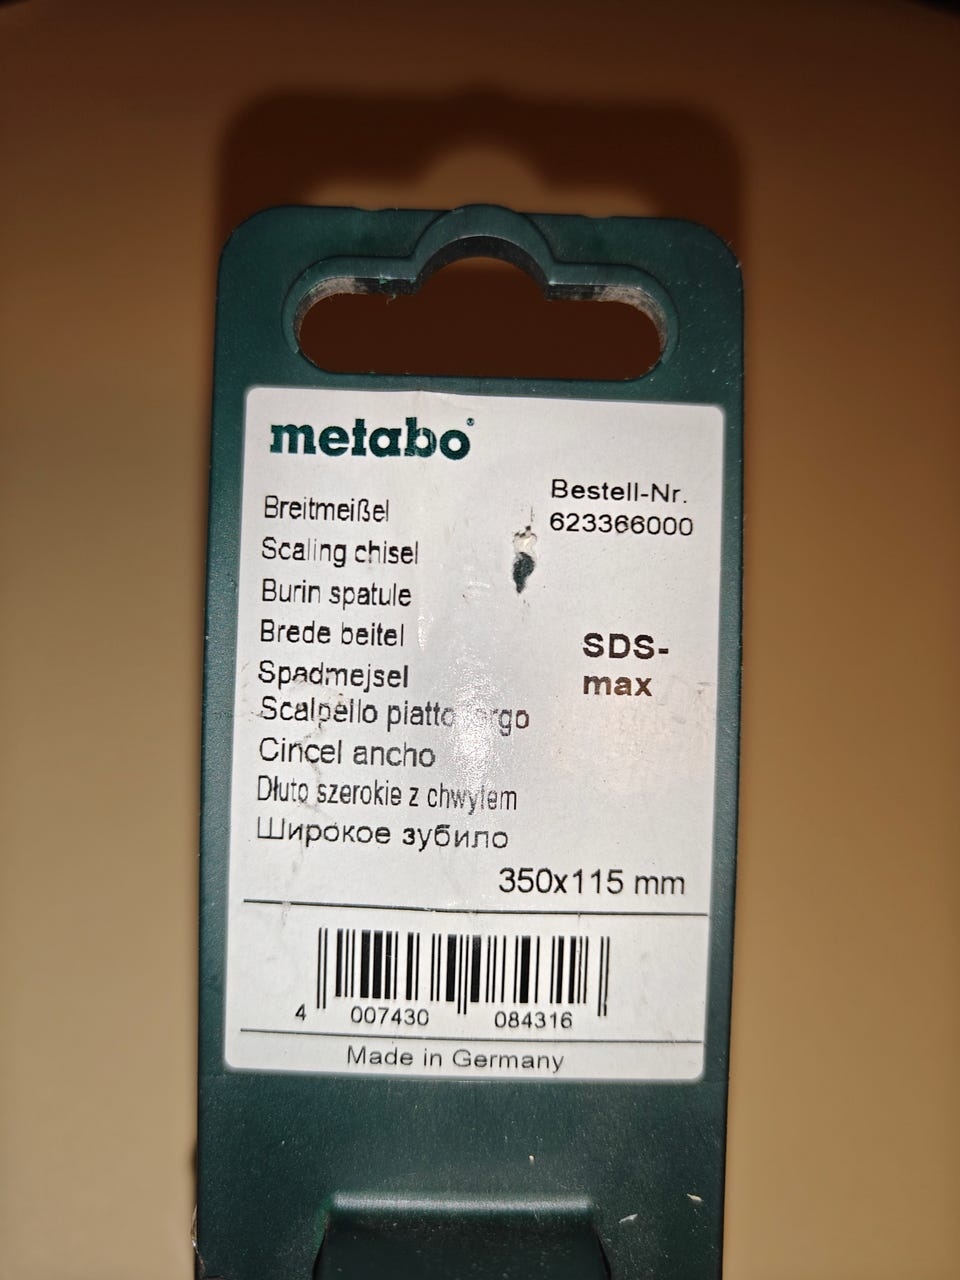 metabo®
Bestell-Nr.
623366000
Breitmeißel
Scaling chisel
Burin spatule
Brede beitel
Spadmejsel
Scalpello piatto
Cincel ancho
Dłuto szerokie z chwytem
Широкое зубило
SDS-
max
350x115 mm
4 007430 084316
Made in Germany